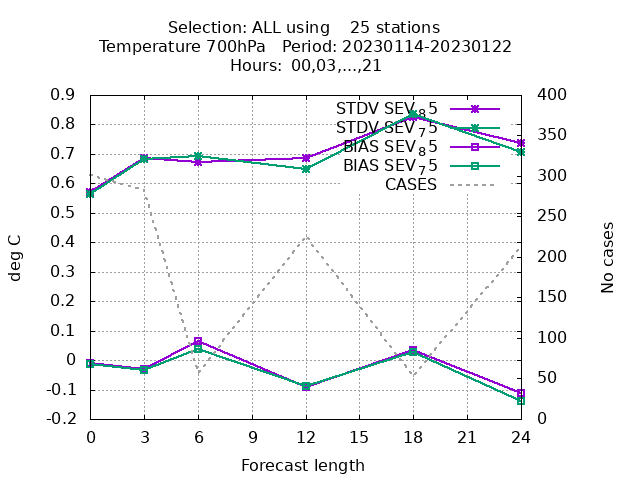 Selection: ALL using    25 stations
Temperature 700hPa   Period: 20230114-20230122
Hours:  00,03,...,21
0.9
0.8
0.7
0.6
0.5
0.4
0.3
0.2
0.1
0
-0.1
-0.2
deg C
STDV SEV₈5
STDV SEV₇5
BIAS SEV₈5
BIAS SEV₇5
CASES
400
350
300
250
200
150
100
50
0
No cases
0 3 6 9 12 15 18 21 24
Forecast length